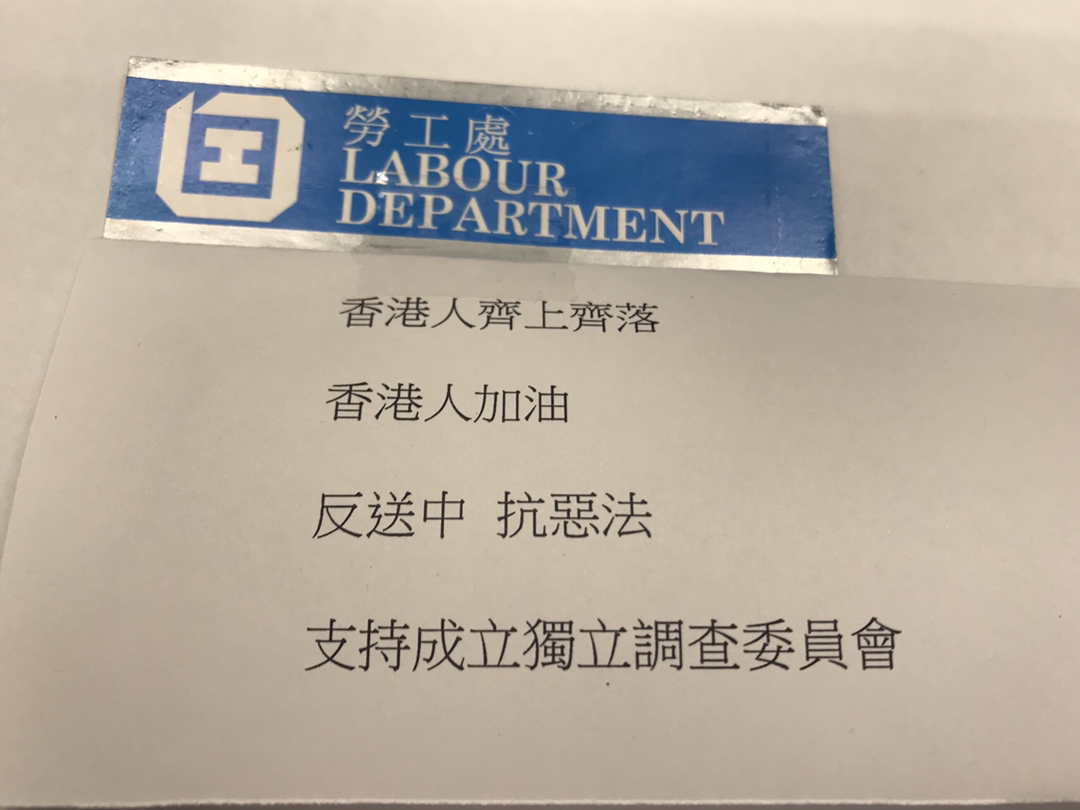 勞工處
LABOUR
DEPARTMENT
香港人齊上齊落
香港人加油
反送中 抗惡法
支持成立獨立調查委員會